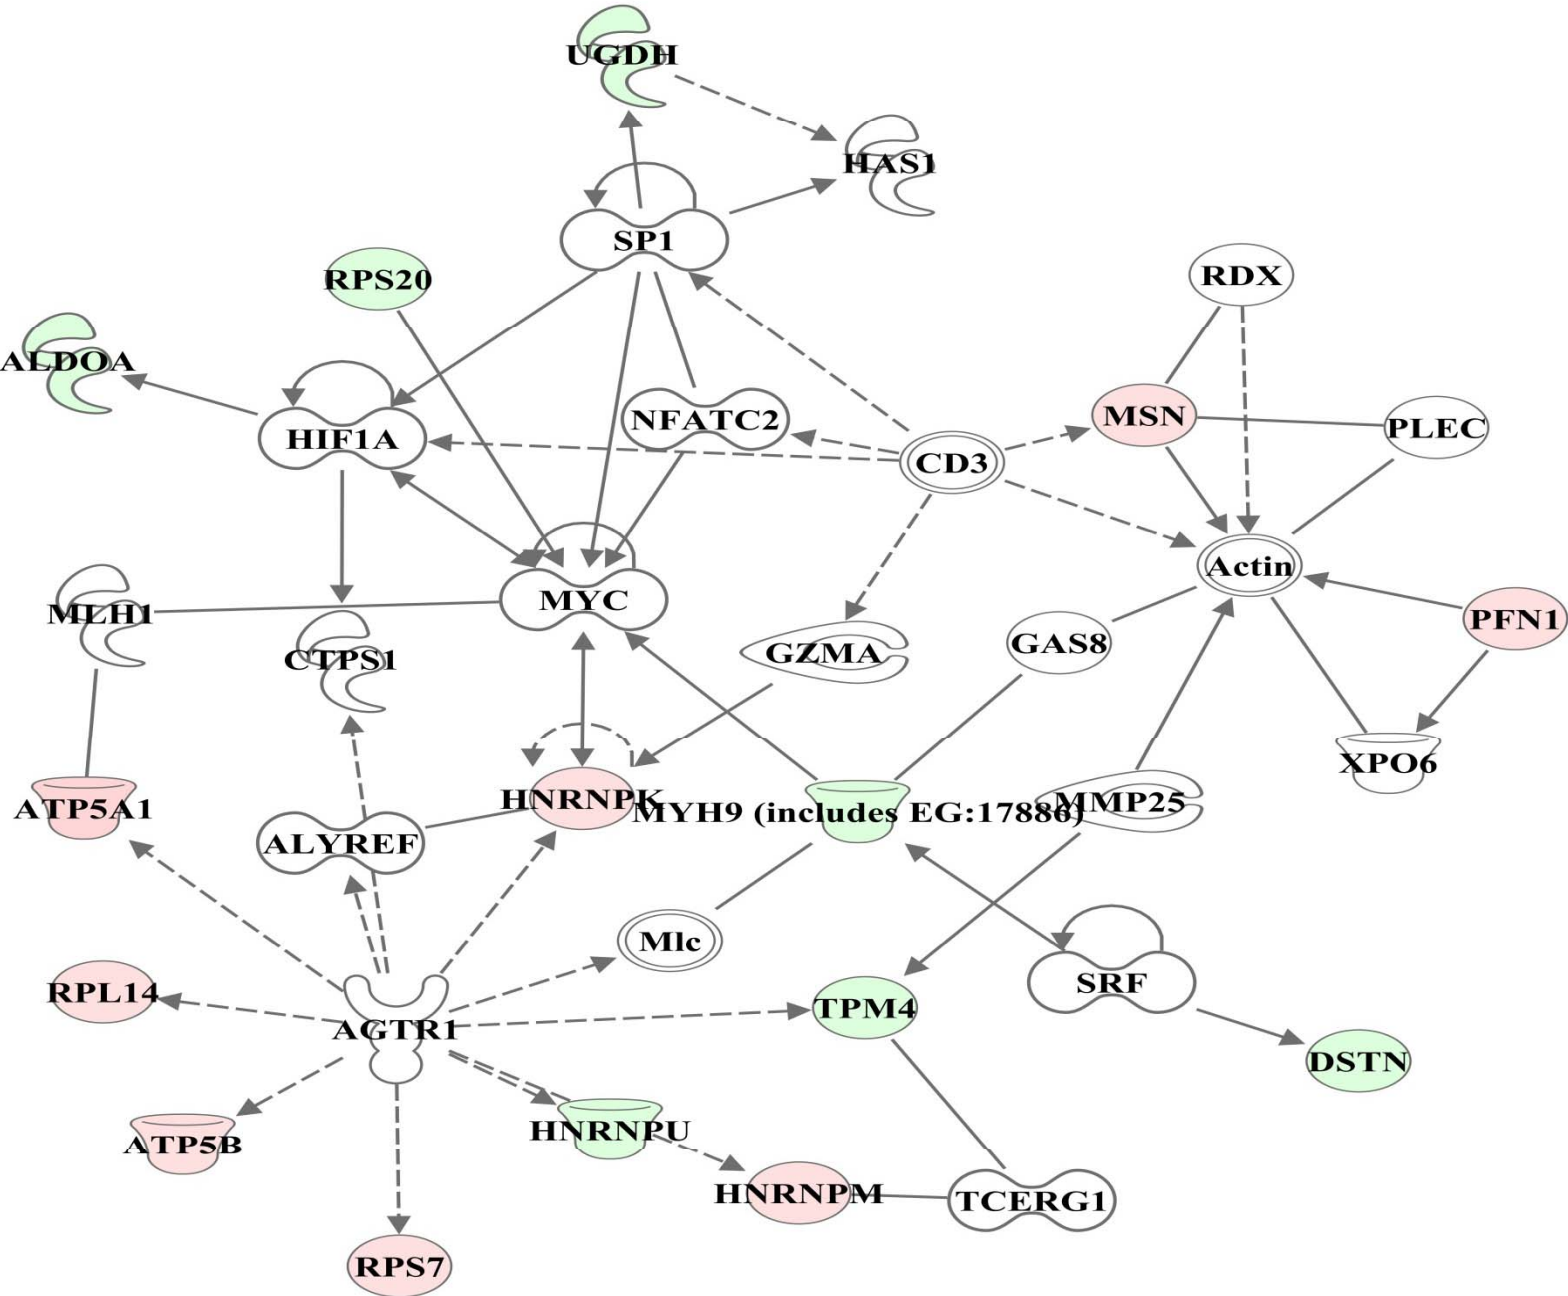 UGDH
HAS1
SP1
RPS20
RDX
ALDOA
MSN
NFATC2
PLEC
HIF1A
CD3
Actin
MYC
MLH1
PFN1
GAS8
GZMA
CTPS1
XPO6
HNRNPK
MMP25
ATP5A1
MYH9 (includes EG:17886)
ALYREF
Mlc
SRF
RPL14
TPM4
AGTR1
DSTN
HNRNPU
ATP5B
HNRNPM
TCERG1
RPS7